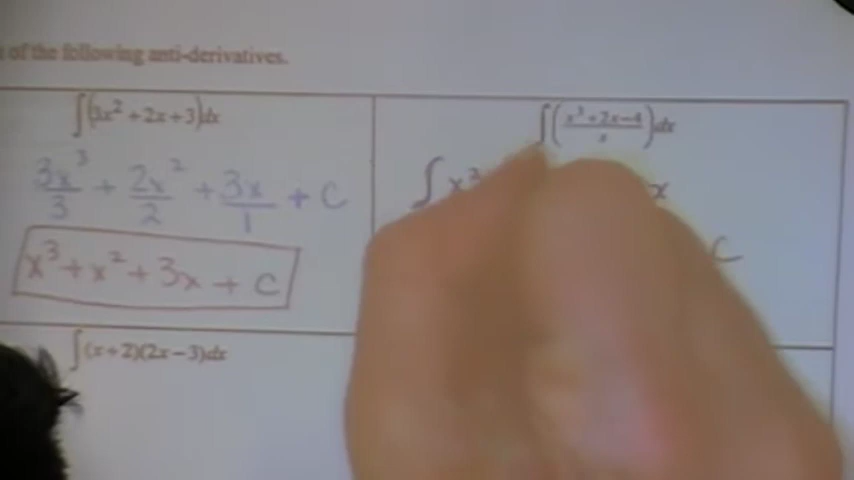 of the following anti-derivatives.
∫(3x² + 2x + 3)dx
3x³/3 + 2x²/2 + 3x/1 + C
x³ + x² + 3x + C
∫((x³ + 2x − 4)/x)dx
∫ x²
x
C
∫(x + 2)(2x − 3)dx